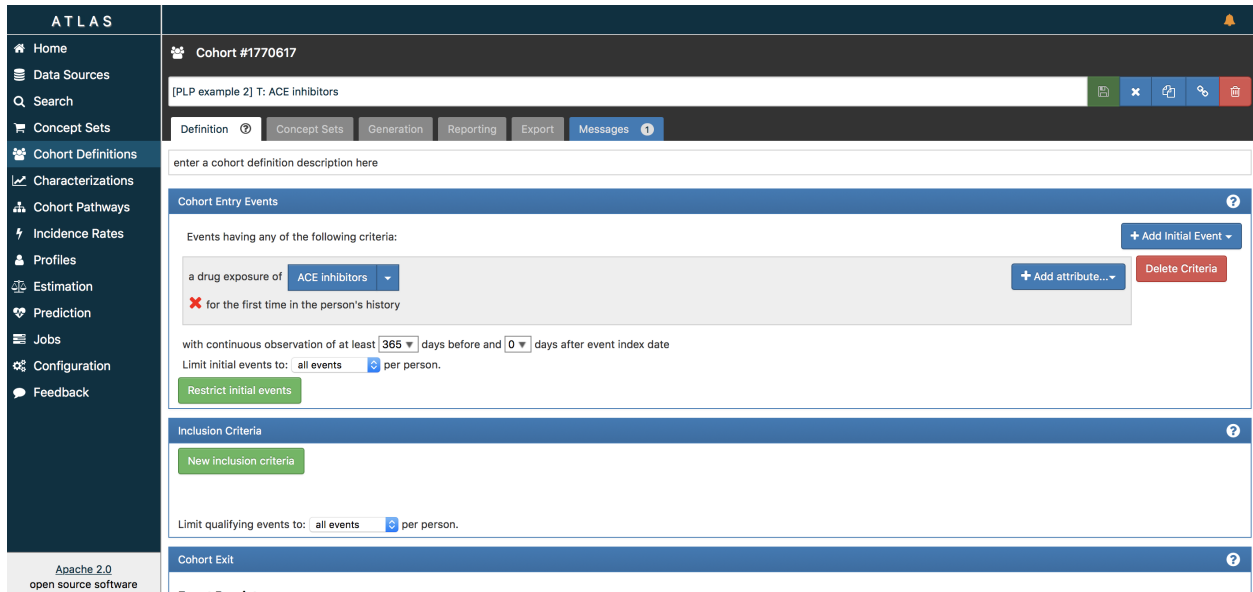 ATLAS
Home
Data Sources
Search
Concept Sets
Cohort Definitions
Characterizations
Cohort Pathways
Incidence Rates
Profiles
Estimation
Prediction
Jobs
Configuration
Feedback
Apache 2.0
open source software
Cohort #1770617
[PLP example 2] T: ACE inhibitors
Definition ? Concept Sets Generation Reporting Export Messages 1
enter a cohort definition description here
Cohort Entry Events ?
Events having any of the following criteria:
+ Add Initial Event
a drug exposure of ACE inhibitors
+ Add attribute...
Delete Criteria
for the first time in the person's history
with continuous observation of at least 365 days before and 0 days after event index date
Limit initial events to: all events per person.
Restrict initial events
Inclusion Criteria ?
New inclusion criteria
Limit qualifying events to: all events per person.
Cohort Exit ?